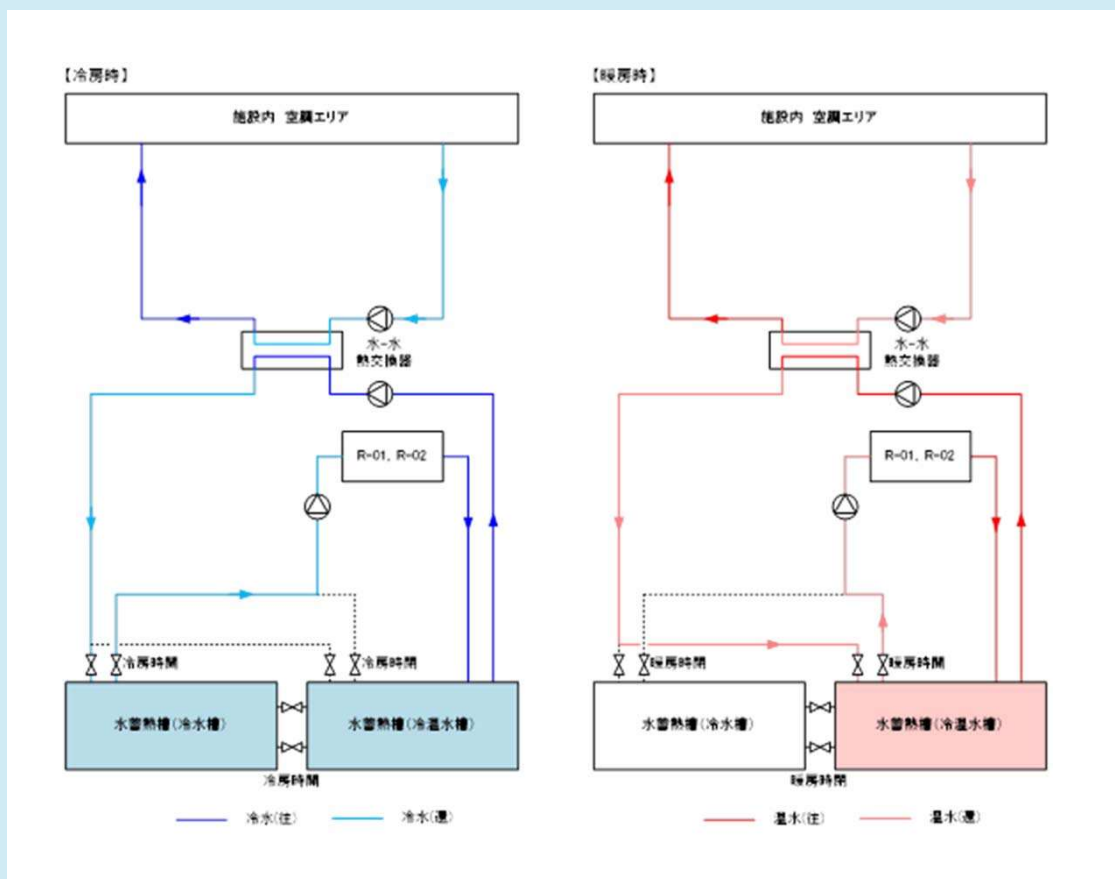 【冷房時】
施設内 空調エリア
水-水
熱交換器
R-01, R-02
冷房時開
冷房時閉
水蓄熱槽(冷水槽)
水蓄熱槽(冷温水槽)
冷房時開
冷水(往)
冷水(還)
【暖房時】
施設内 空調エリア
水-水
熱交換器
R-01, R-02
暖房時閉
暖房時開
水蓄熱槽(冷水槽)
水蓄熱槽(冷温水槽)
暖房時閉
温水(往)
温水(還)